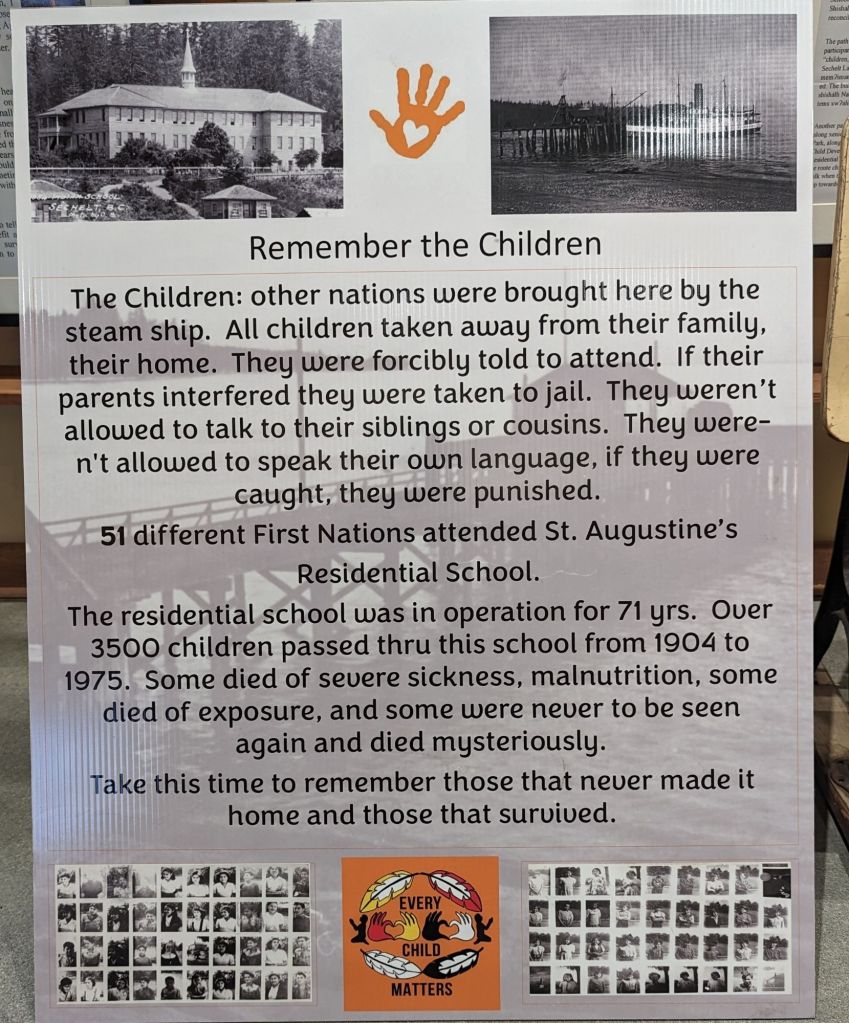 INDIAN SCHOOL
SECHELT B.C.
Remember the Children
The Children: other nations were brought here by the
steam ship. All children taken away from their family,
their home. They were forcibly told to attend. If their
parents interfered they were taken to jail. They weren't
allowed to talk to their siblings or cousins. They were-
n't allowed to speak their own language, if they were
caught, they were punished.
51 different First Nations attended St. Augustine's
Residential School.
The residential school was in operation for 71 yrs. Over
3500 children passed thru this school from 1904 to
1975. Some died of severe sickness, malnutrition, some
died of exposure, and some were never to be seen
again and died mysteriously.
Take this time to remember those that never made it
home and those that survived.
EVERY
CHILD
MATTERS